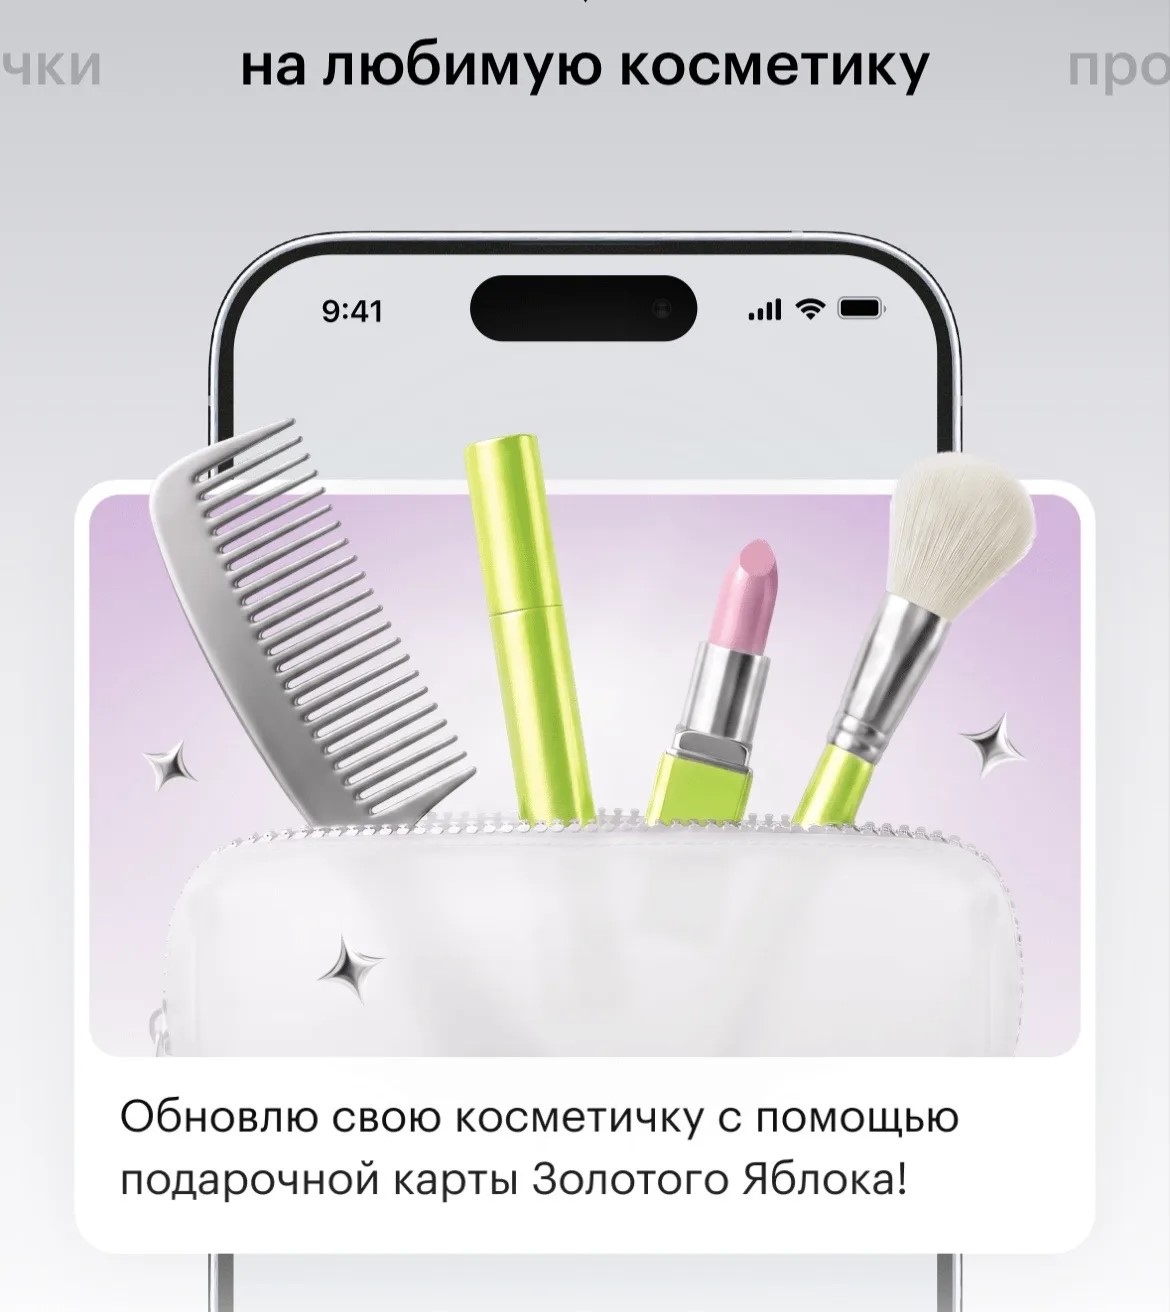 на любимую косметику
9:41
Обновлю свою косметичку с помощью
подарочной карты Золотого Яблока!